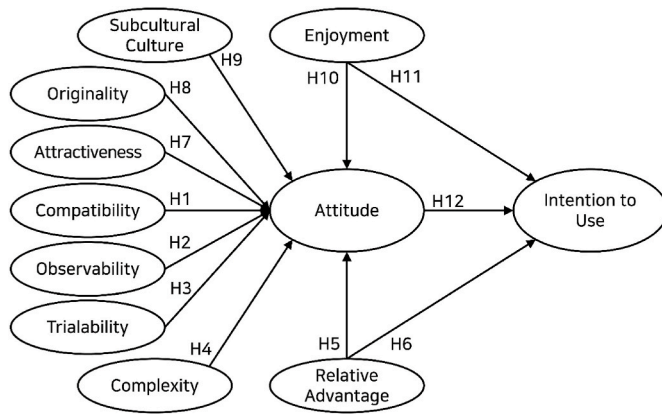 Subcultural
Culture
Enjoyment
H9
H10
H11
Originality
H8
Attractiveness
H7
Compatibility
H1
Attitude
H12
Intention to
Use
Observability
H2
Trialability
H3
H4
H5
H6
Complexity
Relative
Advantage